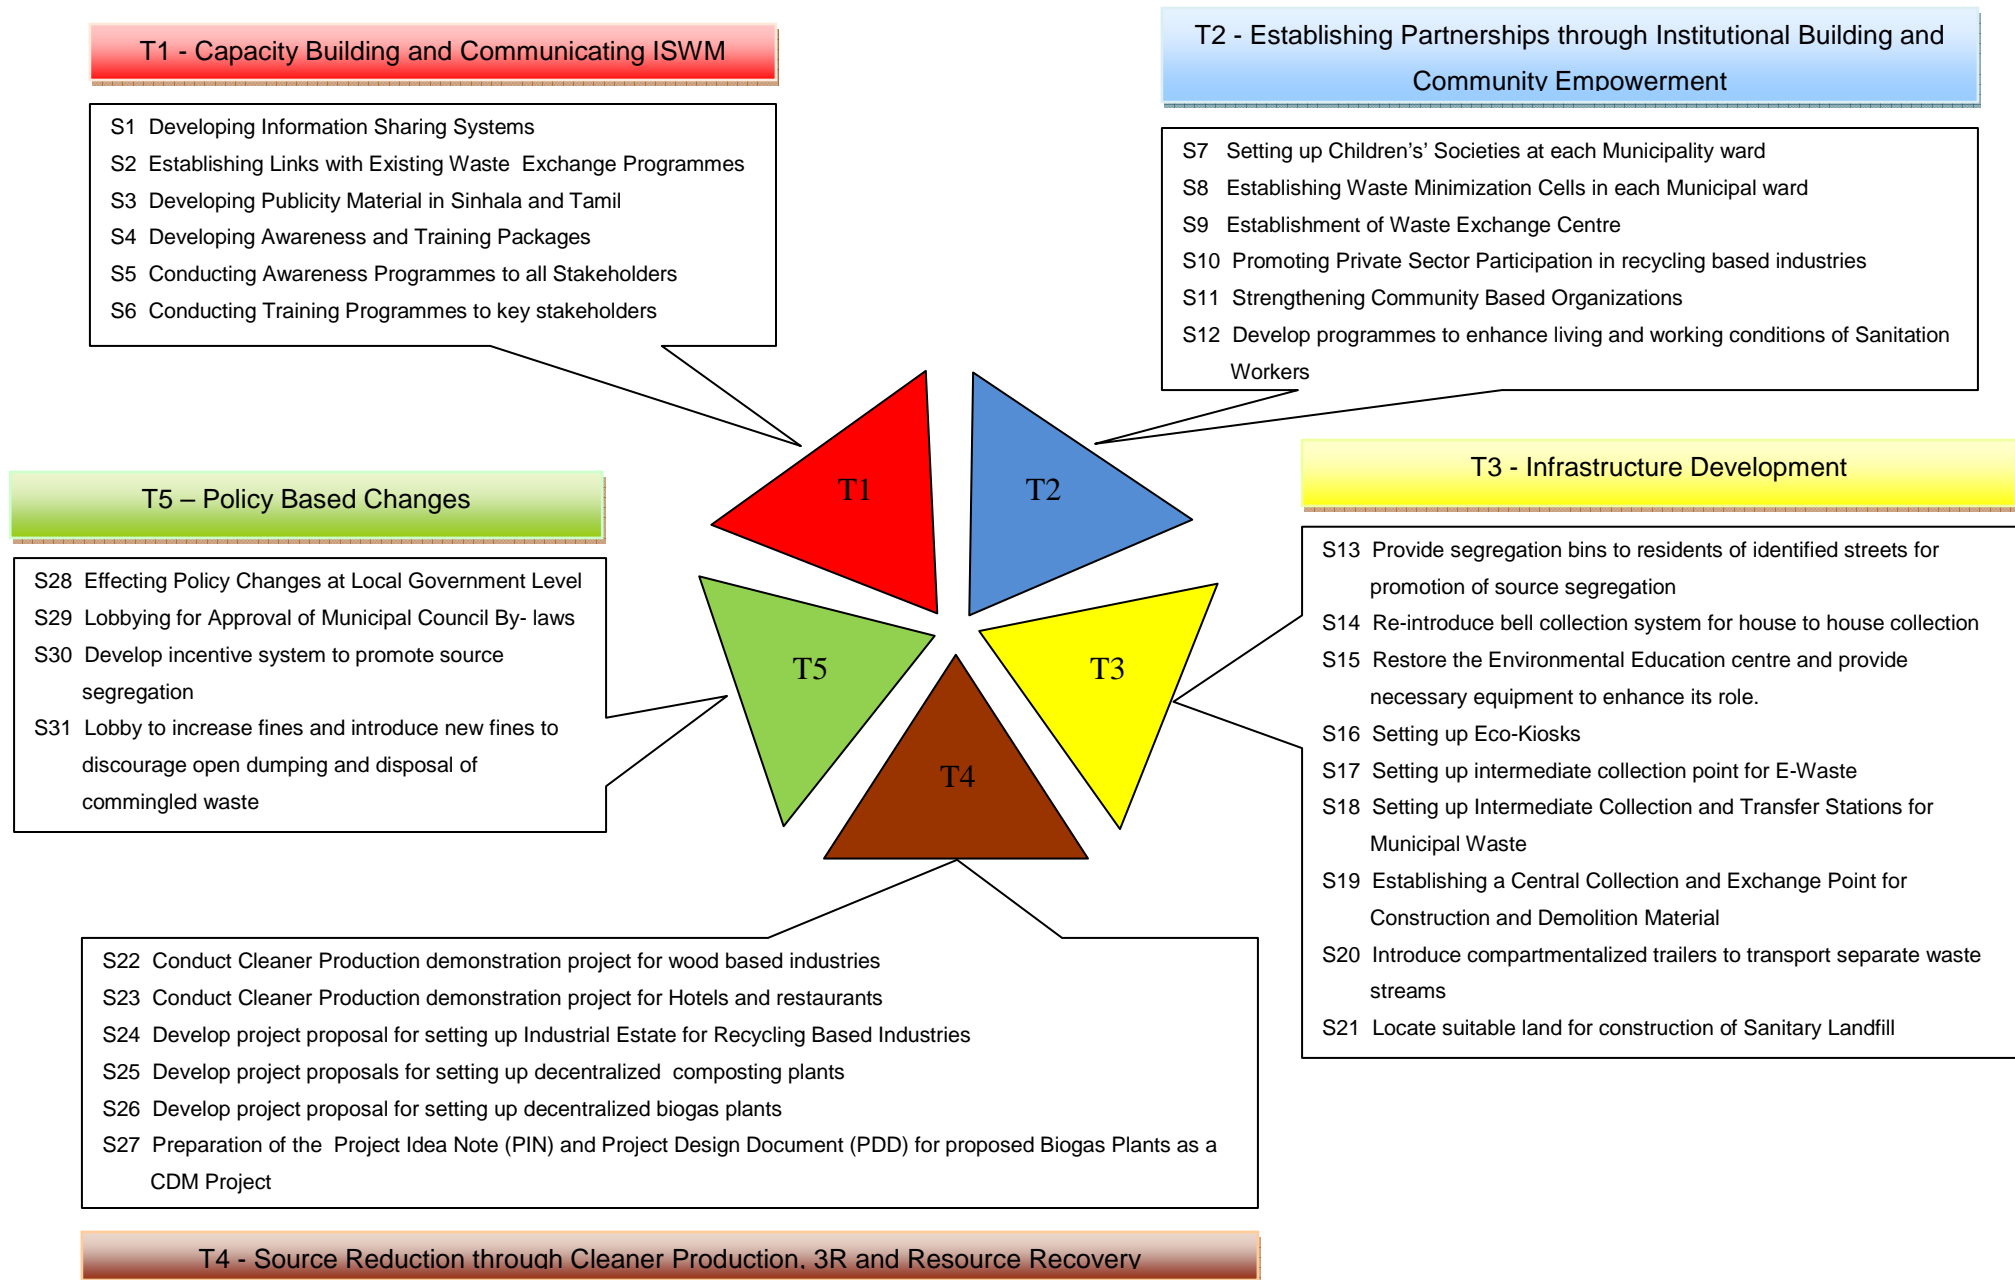 T1 - Capacity Building and Communicating ISWM
S1 Developing Information Sharing Systems
S2 Establishing Links with Existing Waste Exchange Programmes
S3 Developing Publicity Material in Sinhala and Tamil
S4 Developing Awareness and Training Packages
S5 Conducting Awareness Programmes to all Stakeholders
S6 Conducting Training Programmes to key stakeholders
T2 - Establishing Partnerships through Institutional Building and
Community Empowerment
S7 Setting up Children's' Societies at each Municipality ward
S8 Establishing Waste Minimization Cells in each Municipal ward
S9 Establishment of Waste Exchange Centre
S10 Promoting Private Sector Participation in recycling based industries
S11 Strengthening Community Based Organizations
S12 Develop programmes to enhance living and working conditions of Sanitation
Workers
T1
T2
T3
T4
T5
T5 – Policy Based Changes
S28 Effecting Policy Changes at Local Government Level
S29 Lobbying for Approval of Municipal Council By- laws
S30 Develop incentive system to promote source
segregation
S31 Lobby to increase fines and introduce new fines to
discourage open dumping and disposal of
commingled waste
T3 - Infrastructure Development
S13 Provide segregation bins to residents of identified streets for
promotion of source segregation
S14 Re-introduce bell collection system for house to house collection
S15 Restore the Environmental Education centre and provide
necessary equipment to enhance its role.
S16 Setting up Eco-Kiosks
S17 Setting up intermediate collection point for E-Waste
S18 Setting up Intermediate Collection and Transfer Stations for
Municipal Waste
S19 Establishing a Central Collection and Exchange Point for
Construction and Demolition Material
S20 Introduce compartmentalized trailers to transport separate waste
streams
S21 Locate suitable land for construction of Sanitary Landfill
S22 Conduct Cleaner Production demonstration project for wood based industries
S23 Conduct Cleaner Production demonstration project for Hotels and restaurants
S24 Develop project proposal for setting up Industrial Estate for Recycling Based Industries
S25 Develop project proposals for setting up decentralized composting plants
S26 Develop project proposal for setting up decentralized biogas plants
S27 Preparation of the Project Idea Note (PIN) and Project Design Document (PDD) for proposed Biogas Plants as a
CDM Project
T4 - Source Reduction through Cleaner Production, 3R and Resource Recovery